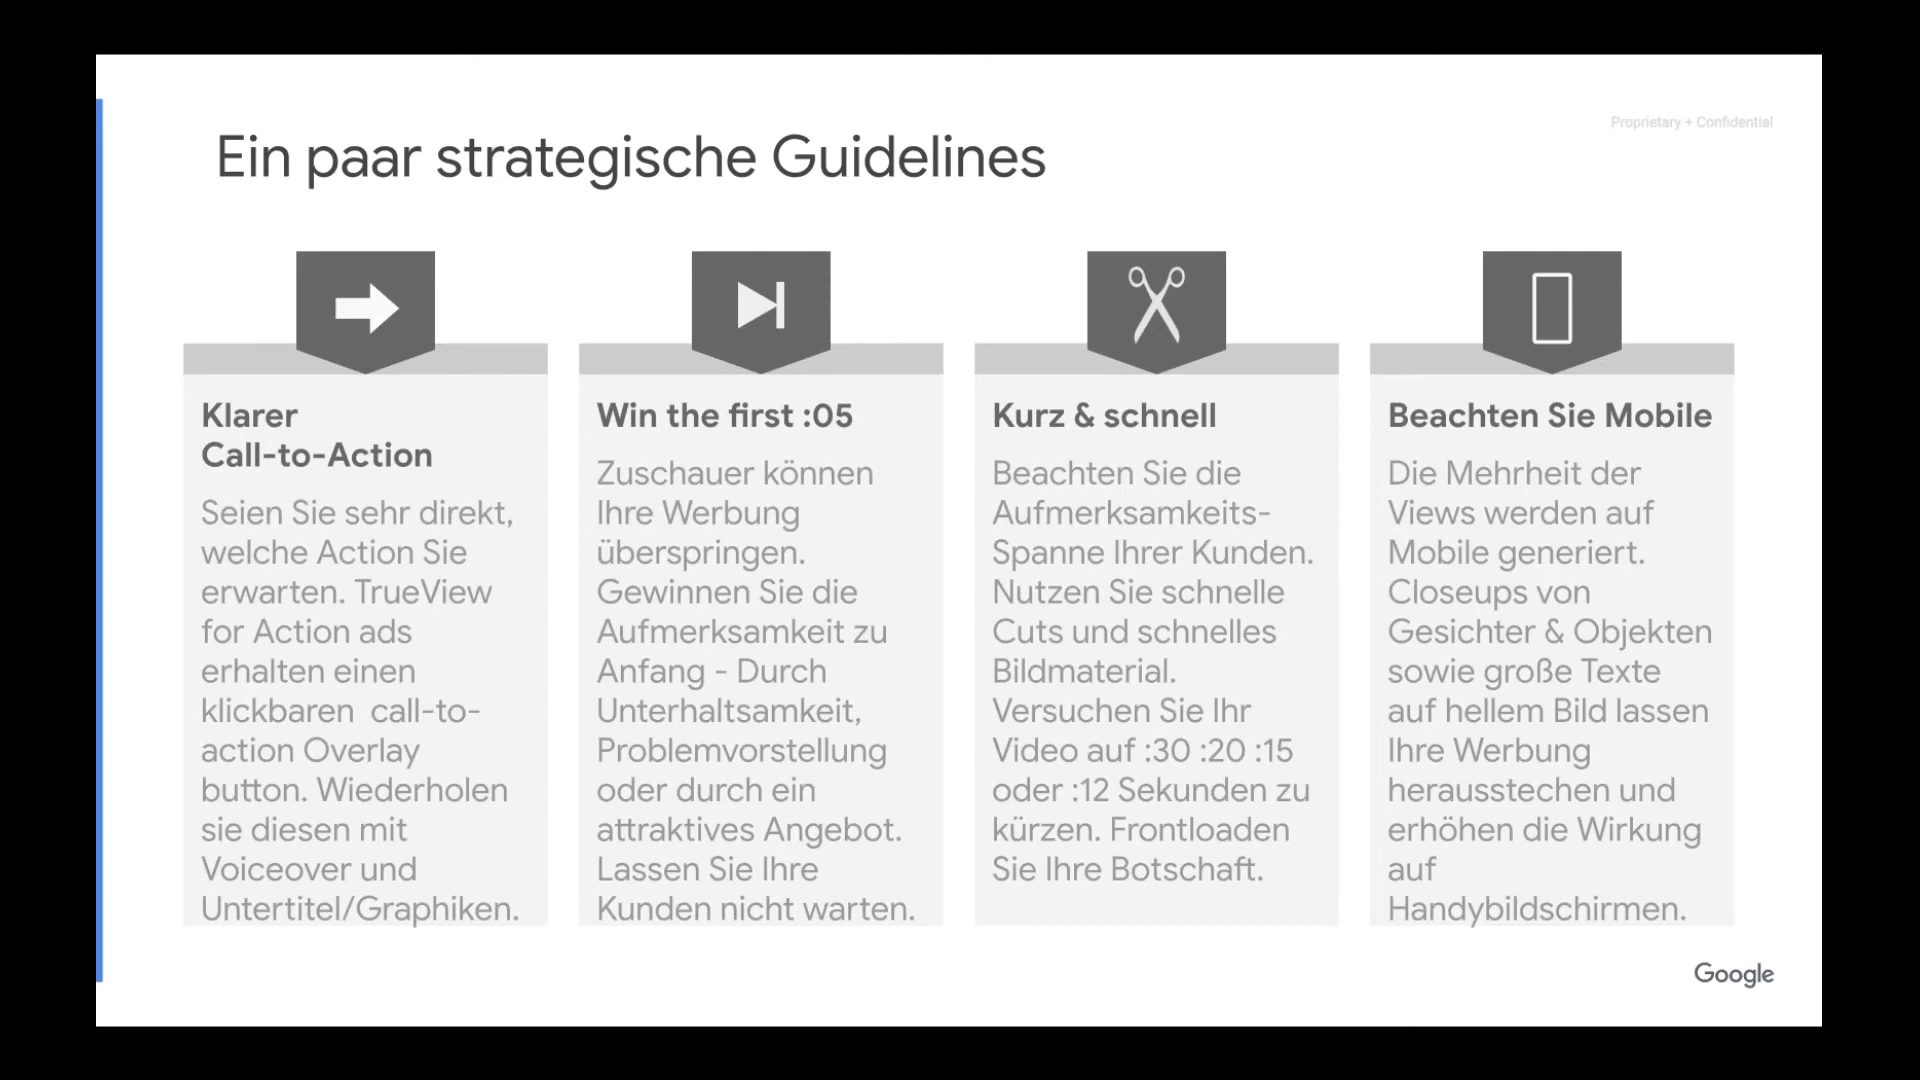 Proprietary + Confidential
Ein paar strategische Guidelines
Klarer
Call-to-Action
Seien Sie sehr direkt,
welche Action Sie
erwarten. TrueView
for Action ads
erhalten einen
klickbaren  call-to-
action Overlay
button. Wiederholen
sie diesen mit
Voiceover und
Untertitel/Graphiken.
Win the first :05
Zuschauer können
Ihre Werbung
überspringen.
Gewinnen Sie die
Aufmerksamkeit zu
Anfang - Durch
Unterhaltsamkeit,
Problemvorstellung
oder durch ein
attraktives Angebot.
Lassen Sie Ihre
Kunden nicht warten.
Kurz & schnell
Beachten Sie die
Aufmerksamkeits-
Spanne Ihrer Kunden.
Nutzen Sie schnelle
Cuts und schnelles
Bildmaterial.
Versuchen Sie Ihr
Video auf :30 :20 :15
oder :12 Sekunden zu
kürzen. Frontloaden
Sie Ihre Botschaft.
Beachten Sie Mobile
Die Mehrheit der
Views werden auf
Mobile generiert.
Closeups von
Gesichter & Objekten
sowie große Texte
auf hellem Bild lassen
Ihre Werbung
herausstechen und
erhöhen die Wirkung
auf
Handybildschirmen.
Google